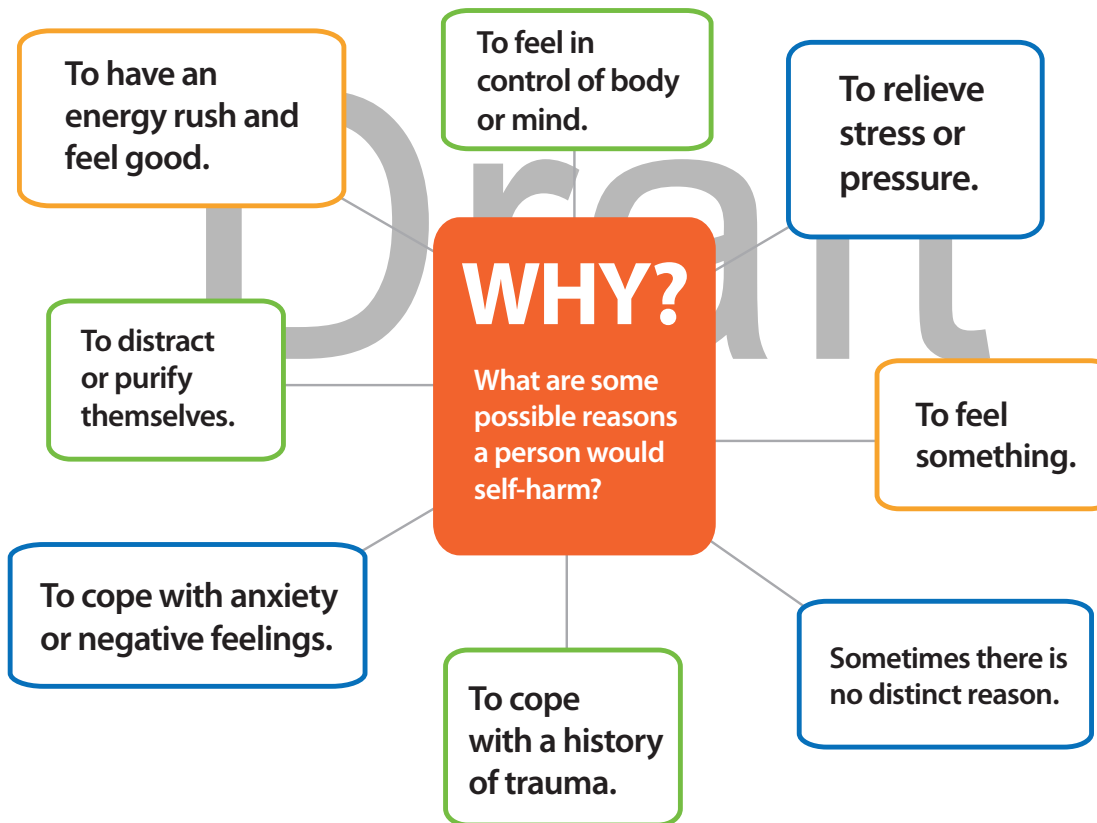 To have an
energy rush and
feel good.
To feel in
control of body
or mind.
To relieve
stress or
pressure.
Draft
WHY?
What are some
possible reasons
a person would
self-harm?
To distract
or purify
themselves.
To feel
something.
To cope with anxiety
or negative feelings.
To cope
with a history
of trauma.
Sometimes there is
no distinct reason.